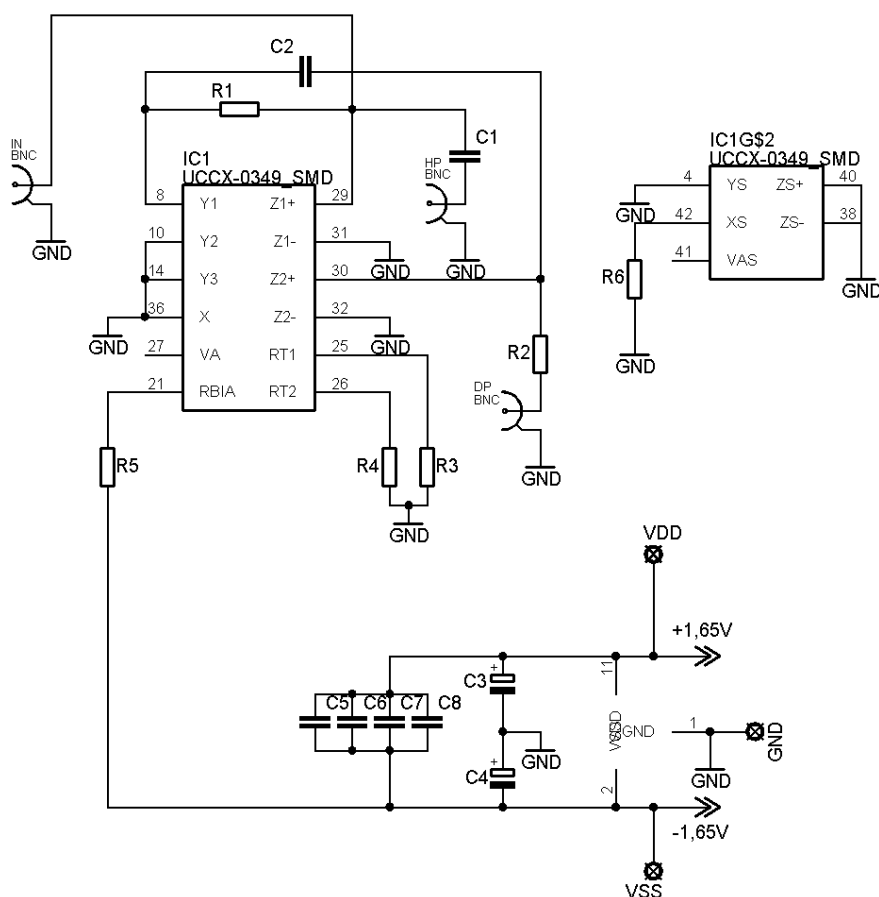 C2
R1
C1
IN
BNC
IC1
UCCX-0349_SMD
HP
BNC
IC1G$2
UCCX-0349_SMD
8 Y1 Z1+ 29
4 YS ZS+ 40
GND
10 Y2 Z1- 31
42 XS ZS- 38
GND
GND
GND
14 Y3 Z2+ 30
41 VAS
R6
GND
36 X Z2- 32
GND
GND
27 VA RT1 25
R2
GND
21 RBIA RT2 26
DP
BNC
R5
R4
R3
GND
GND
VDD
+1,65V
C3
+
11
C5
C6
C7
C8
GND
1
GND
GND
GND
C4
+
2
-1,65V
VSS